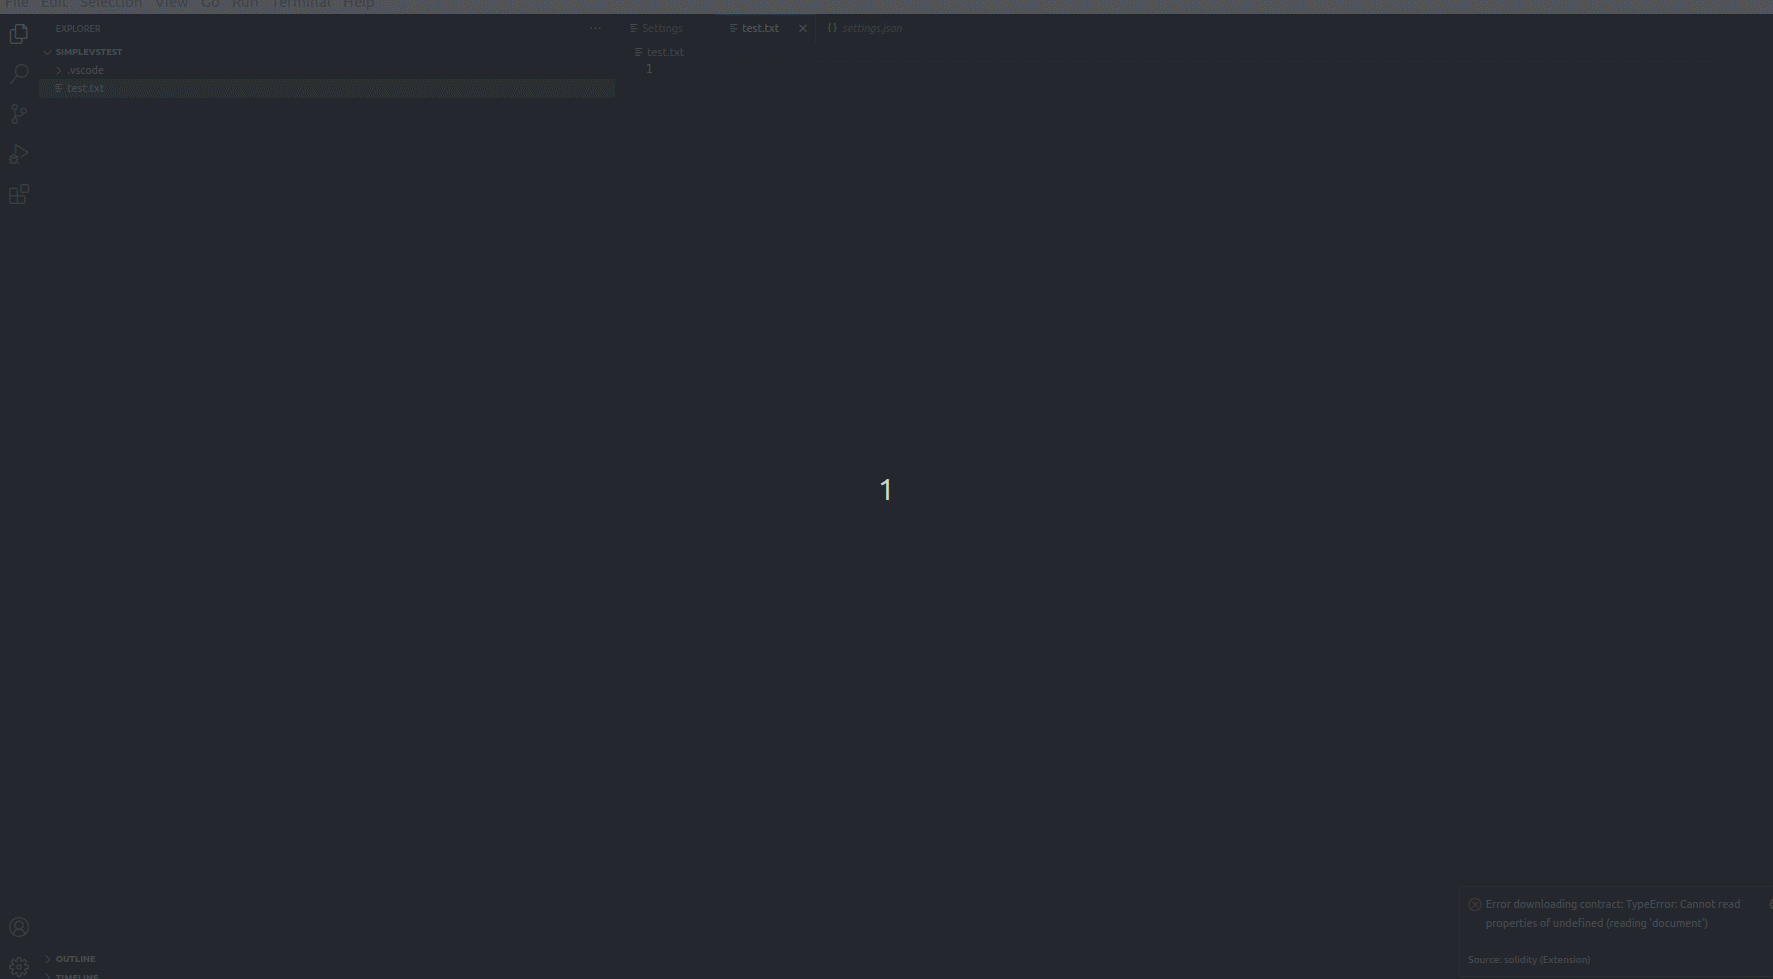 File Edit Selection View Go Run Terminal Help
EXPLORER
SIMPLEVSTEST
.vscode
test.txt
Settings
test.txt
settings.json
test.txt
1
1
Error downloading contract: TypeError: Cannot read
properties of undefined (reading 'document')
Source: solidity (Extension)
OUTLINE
TIMELINE